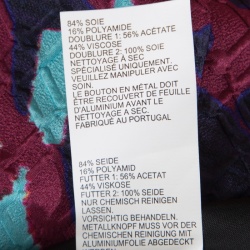 84% SOIE
16% POLYAMIDE
DOUBLURE 1: 56% ACÉTATE
44% VISCOSE
DOUBLURE 2: 100% SOIE
NETTOYAGE À SEC
SPÉCIALISÉ UNIQUEMENT.
VEUILLEZ MANIPULER AVEC
SOIN.
LE BOUTON EN MÉTAL DOIT
ÊTRE RECOUVERT DE FEUILLE
D'ALUMINIUM AVANT LE
NETTOYAGE À SEC.
FABRIQUÉ AU PORTUGAL
84% SEIDE
16% POLYAMID
FUTTER 1: 56% ACETAT
44% VISKOSE
FUTTER 2: 100% SEIDE
NUR CHEMISCH REINIGEN
LASSEN.
VORSICHTIG BEHANDELN.
METALLKNOPF MUSS VOR DER
CHEMISCHEN REINIGUNG MIT
ALUMINIUMFOLIE ABGEDECKT